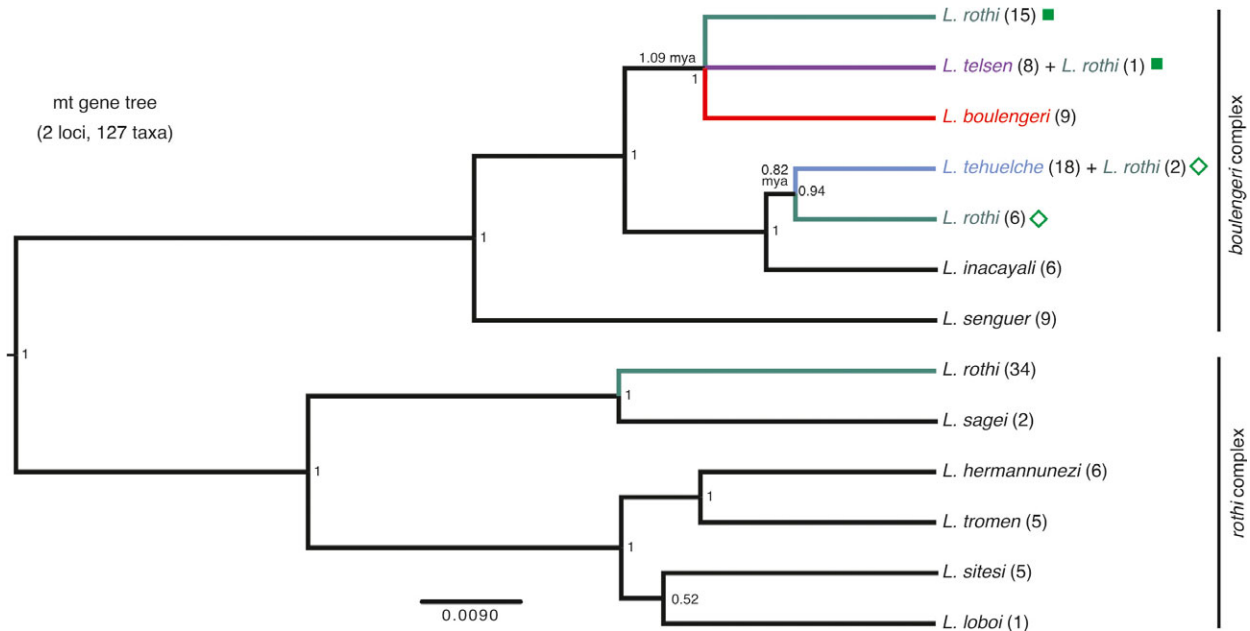 mt gene tree
(2 loci, 127 taxa)
L. rothi (15)
1.09 mya
1
L. telsen (8) + L. rothi (1)
L. boulengeri (9)
1
0.82
mya
L. tehuelche (18) + L. rothi (2)
0.94
L. rothi (6)
1
L. inacayali (6)
1
L. senguer (9)
boulengeri complex
1
L. rothi (34)
1
L. sagei (2)
1
L. hermannunezi (6)
1
L. tromen (5)
1
L. sitesi (5)
0.52
L. loboi (1)
rothi complex
0.0090